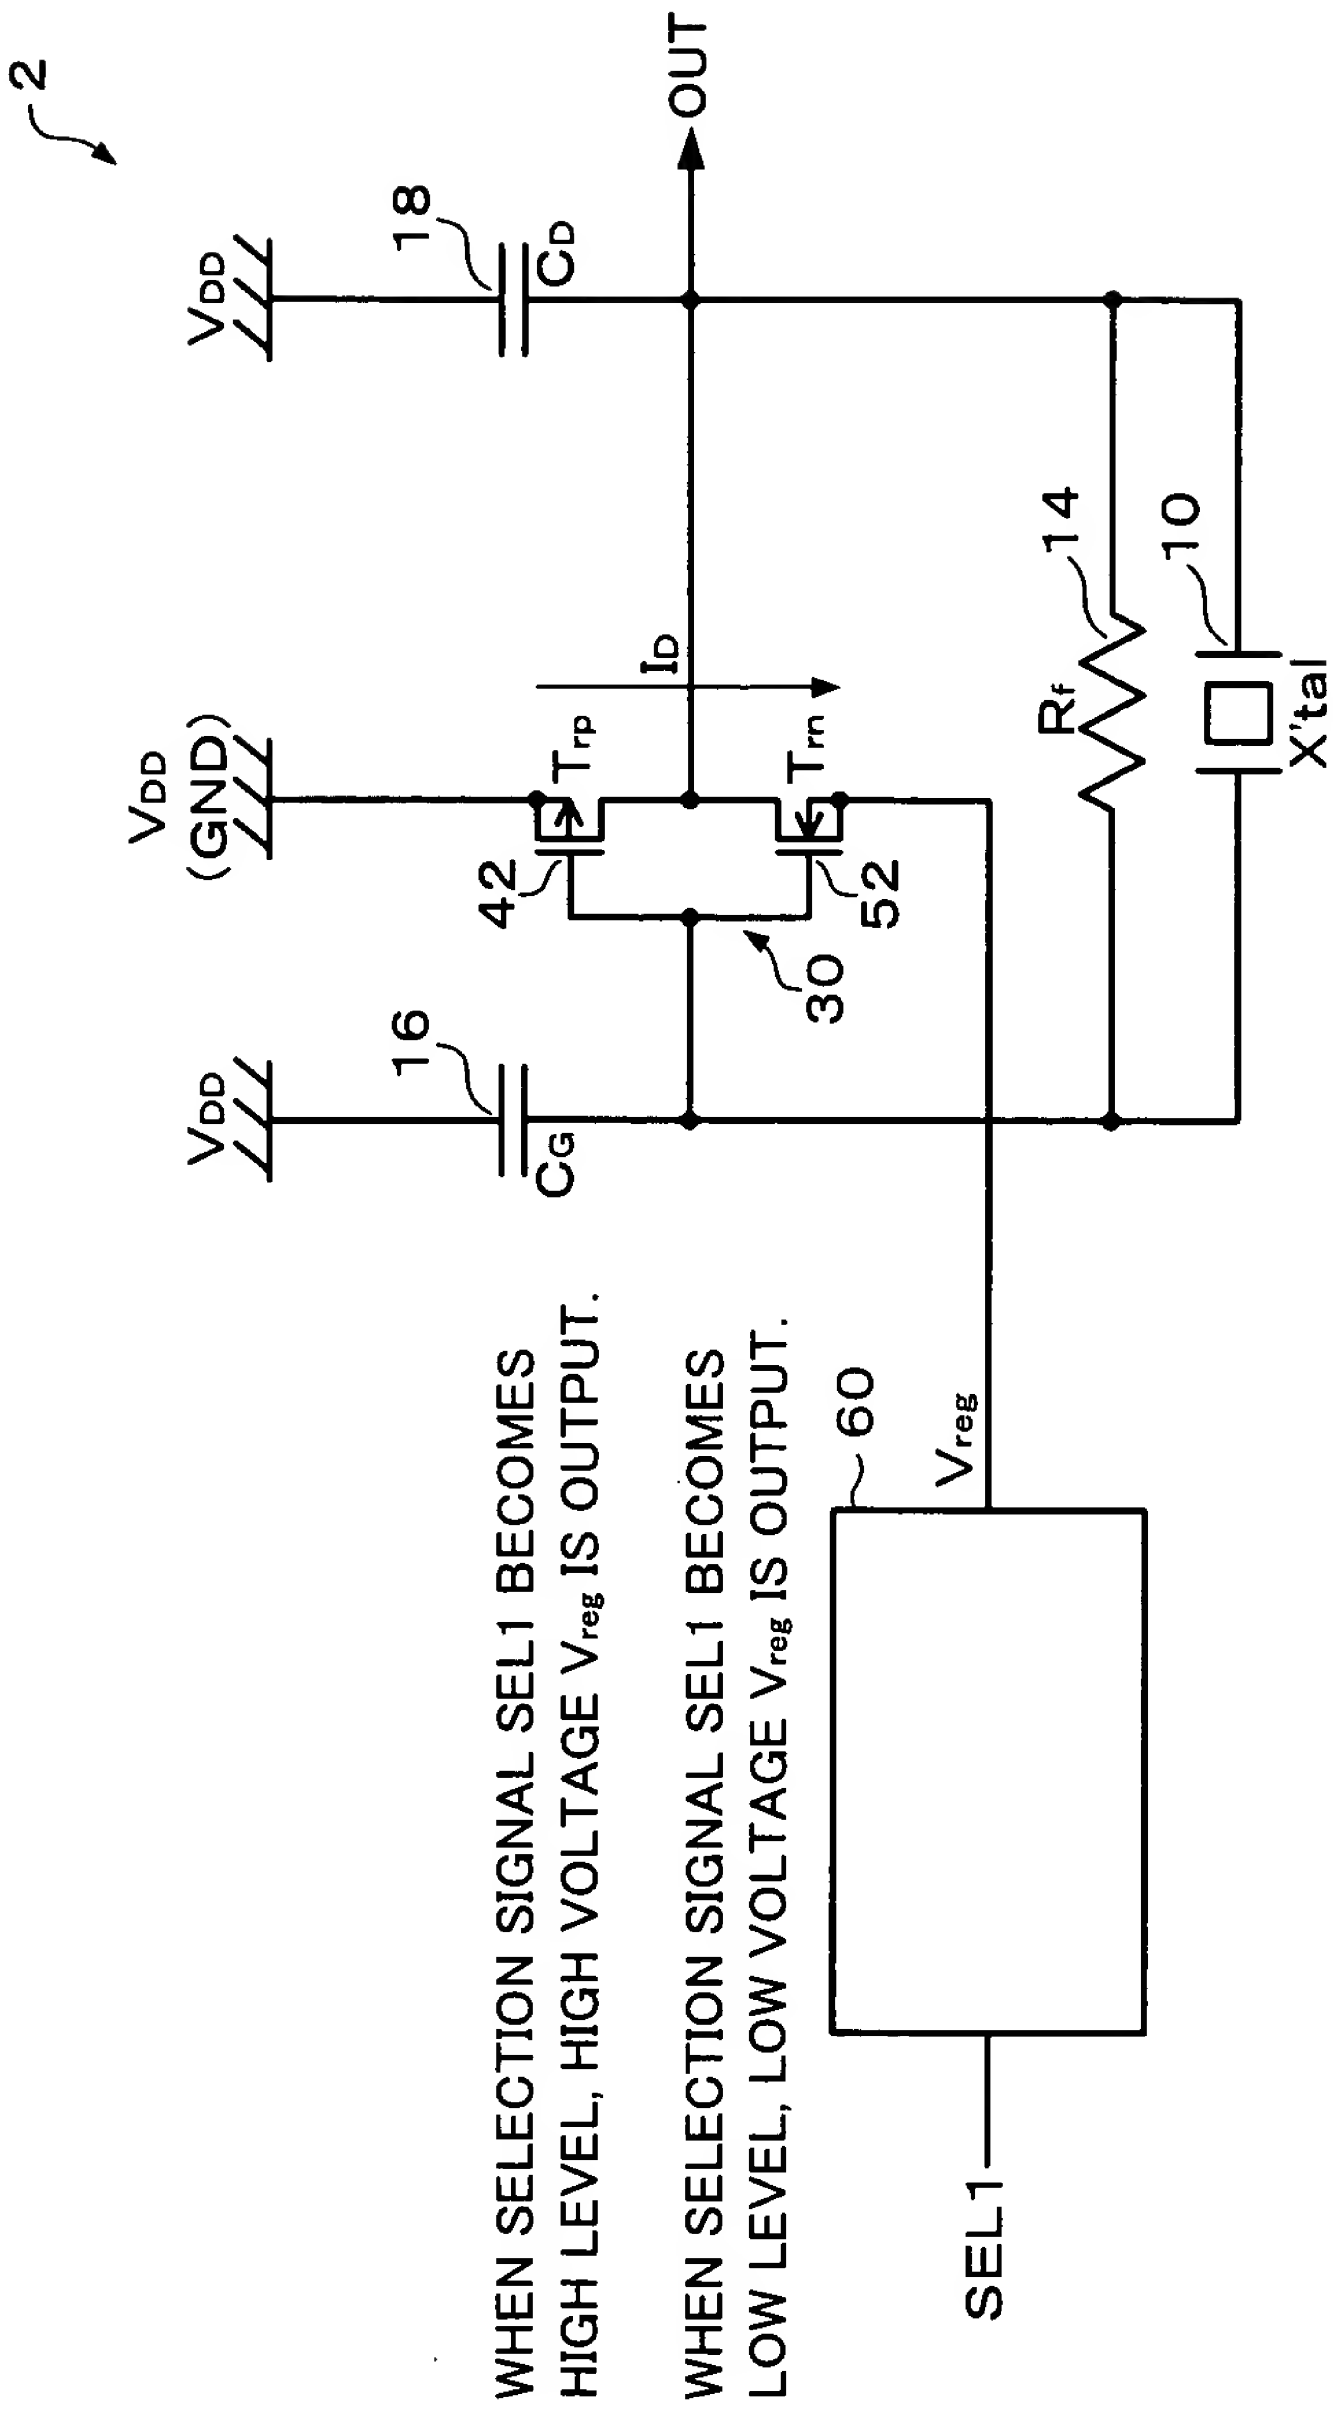 2
VDD
VDD
(GND)
VDD
16
CG
42
Trp
18
CD
ID
OUT
30
52
Trn
WHEN SELECTION SIGNAL SEL1 BECOMES
HIGH LEVEL, HIGH VOLTAGE Vreg IS OUTPUT.
WHEN SELECTION SIGNAL SEL1 BECOMES
LOW LEVEL, LOW VOLTAGE Vreg IS OUTPUT.
60
Vreg
SEL1
Rf
14
10
X'tal